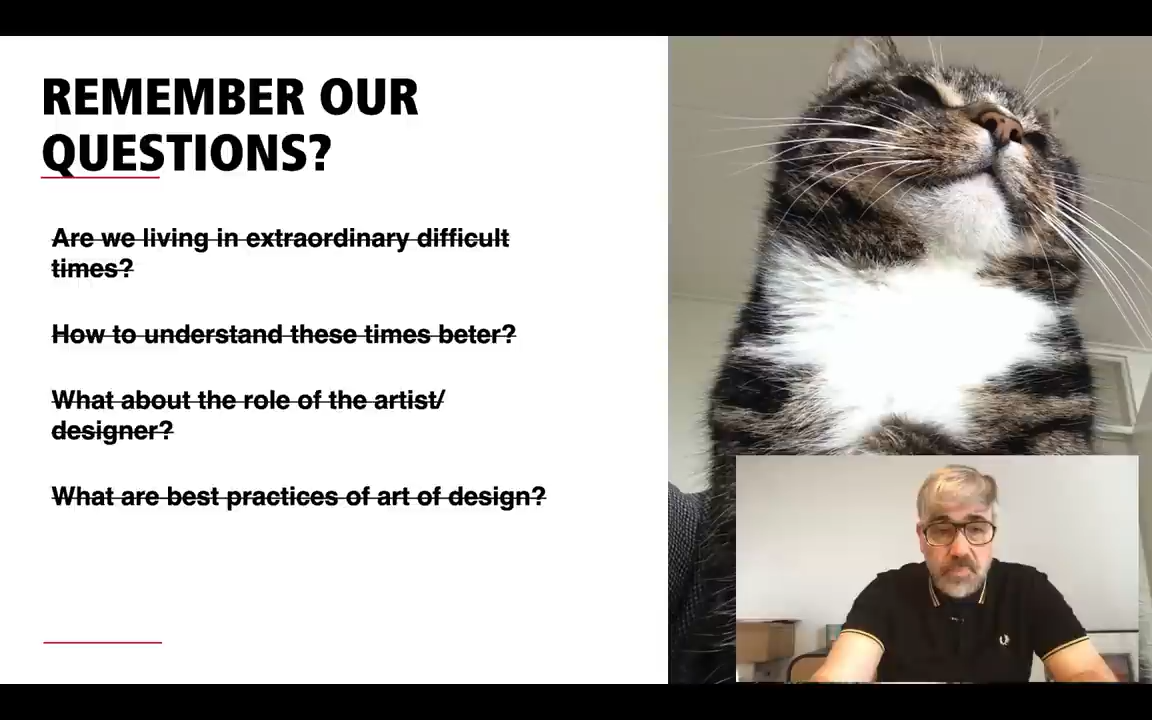 REMEMBER OUR
QUESTIONS?
Are we living in extraordinary difficult
times?
How to understand these times beter?
What about the role of the artist/
designer?
What are best practices of art of design?